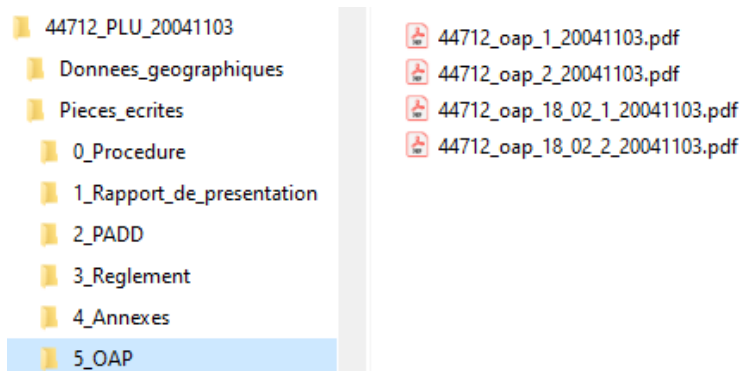 44712_PLU_20041103
Donnees_geographiques
Pieces_ecrites
0_Procedure
1_Rapport_de_presentation
2_PADD
3_Reglement
4_Annexes
5_OAP
44712_oap_1_20041103.pdf
44712_oap_2_20041103.pdf
44712_oap_18_02_1_20041103.pdf
44712_oap_18_02_2_20041103.pdf